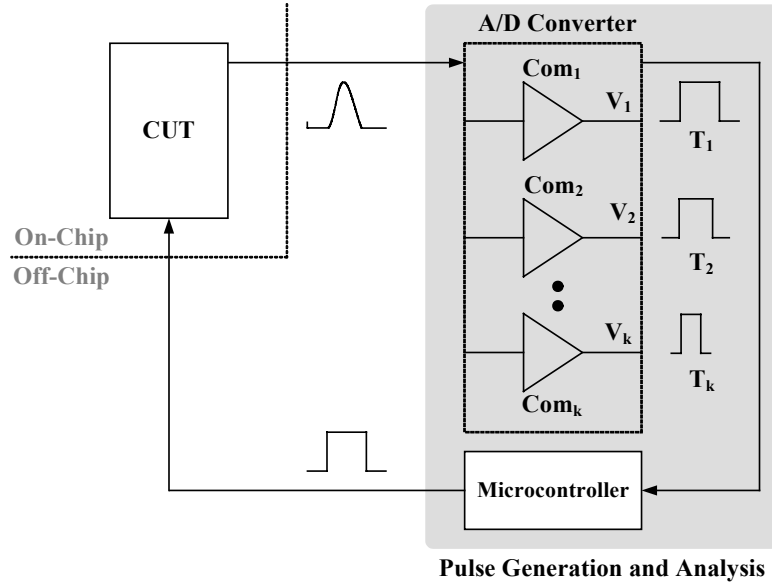 A/D Converter
Com₁
V₁
T₁
CUT
Com₂
V₂
T₂
On-Chip
Off-Chip
Vₖ
Tₖ
Comₖ
Microcontroller
Pulse Generation and Analysis